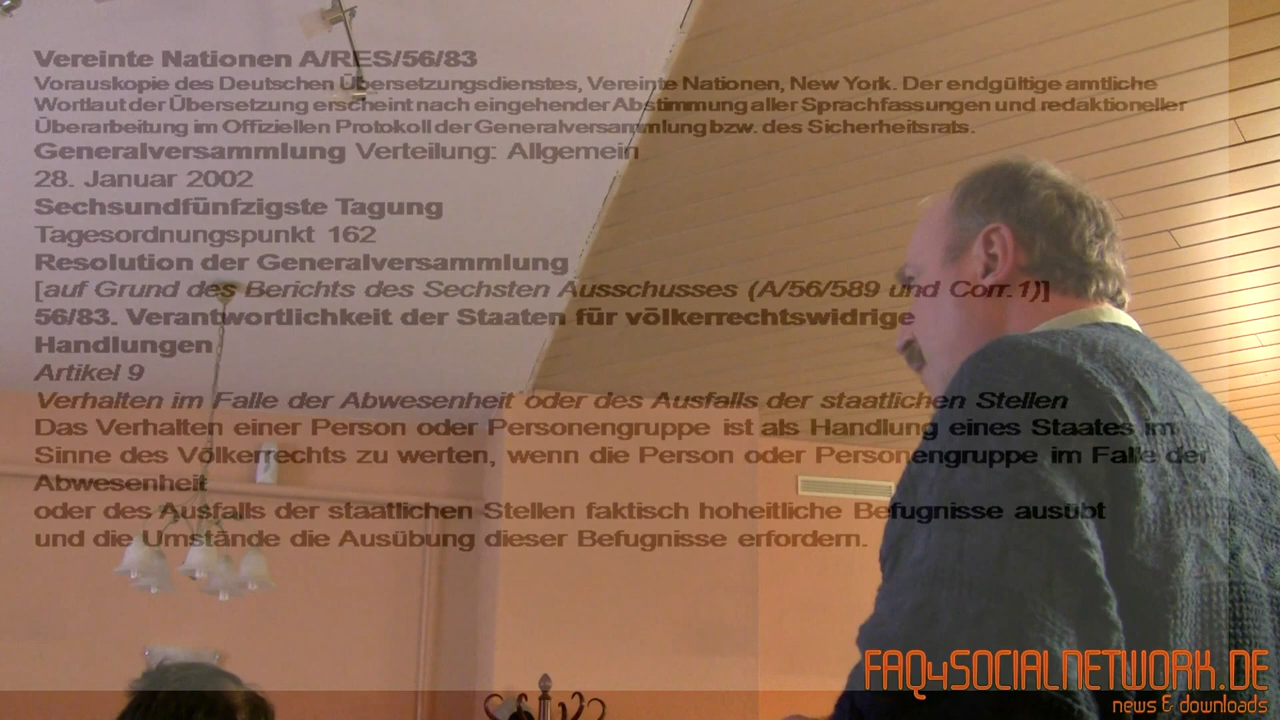 Vereinte Nationen A/RES/56/83
Vorauskopie des Deutschen Übersetzungsdienstes, Vereinte Nationen, New York. Der endgültige amtliche
Wortlaut der Übersetzung erscheint nach eingehender Abstimmung aller Sprachfassungen und redaktioneller
Überarbeitung im Offiziellen Protokoll der Generalversammlung bzw. des Sicherheitsrats.
Generalversammlung Verteilung: Allgemein
28. Januar 2002
Sechsundfünfzigste Tagung
Tagesordnungspunkt 162
Resolution der Generalversammlung
[auf Grund des Berichts des Sechsten Ausschusses (A/56/589 und Corr.1)]
56/83. Verantwortlichkeit der Staaten für völkerrechtswidrige
Handlungen
Artikel 9
Verhalten im Falle der Abwesenheit oder des Ausfalls der staatlichen Stellen
Das Verhalten einer Person oder Personengruppe ist als Handlung eines Staates im
Sinne des Völkerrechts zu werten, wenn die Person oder Personengruppe im Falle der
Abwesenheit
oder des Ausfalls der staatlichen Stellen faktisch hoheitliche Befugnisse ausübt
und die Umstände die Ausübung dieser Befugnisse erfordern.
FAQ4SOCIALNETWORK.DE
news & downloads